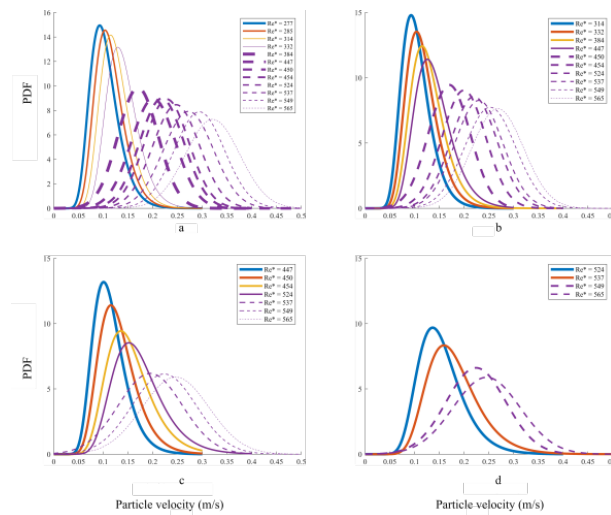 PDF
16
14
12
10
8
6
4
2
0
0 0.05 0.1 0.15 0.2 0.25 0.3 0.35 0.4 0.45 0.5
a
Re* = 277
Re* = 285
Re* = 314
Re* = 332
Re* = 384
Re* = 447
Re* = 450
Re* = 454
Re* = 524
Re* = 537
Re* = 549
Re* = 565
PDF
15
10
5
0
0 0.05 0.1 0.15 0.2 0.25 0.3 0.35 0.4 0.45 0.5
b
Re* = 314
Re* = 332
Re* = 384
Re* = 447
Re* = 450
Re* = 454
Re* = 524
Re* = 537
Re* = 549
Re* = 565
PDF
15
10
5
0
0 0.05 0.1 0.15 0.2 0.25 0.3 0.35 0.4 0.45 0.5
c
Particle velocity (m/s)
Re* = 447
Re* = 450
Re* = 454
Re* = 524
Re* = 537
Re* = 549
Re* = 565
15
10
5
0
0 0.05 0.1 0.15 0.2 0.25 0.3 0.35 0.4 0.45 0.5
d
Particle velocity (m/s)
Re* = 524
Re* = 537
Re* = 549
Re* = 565